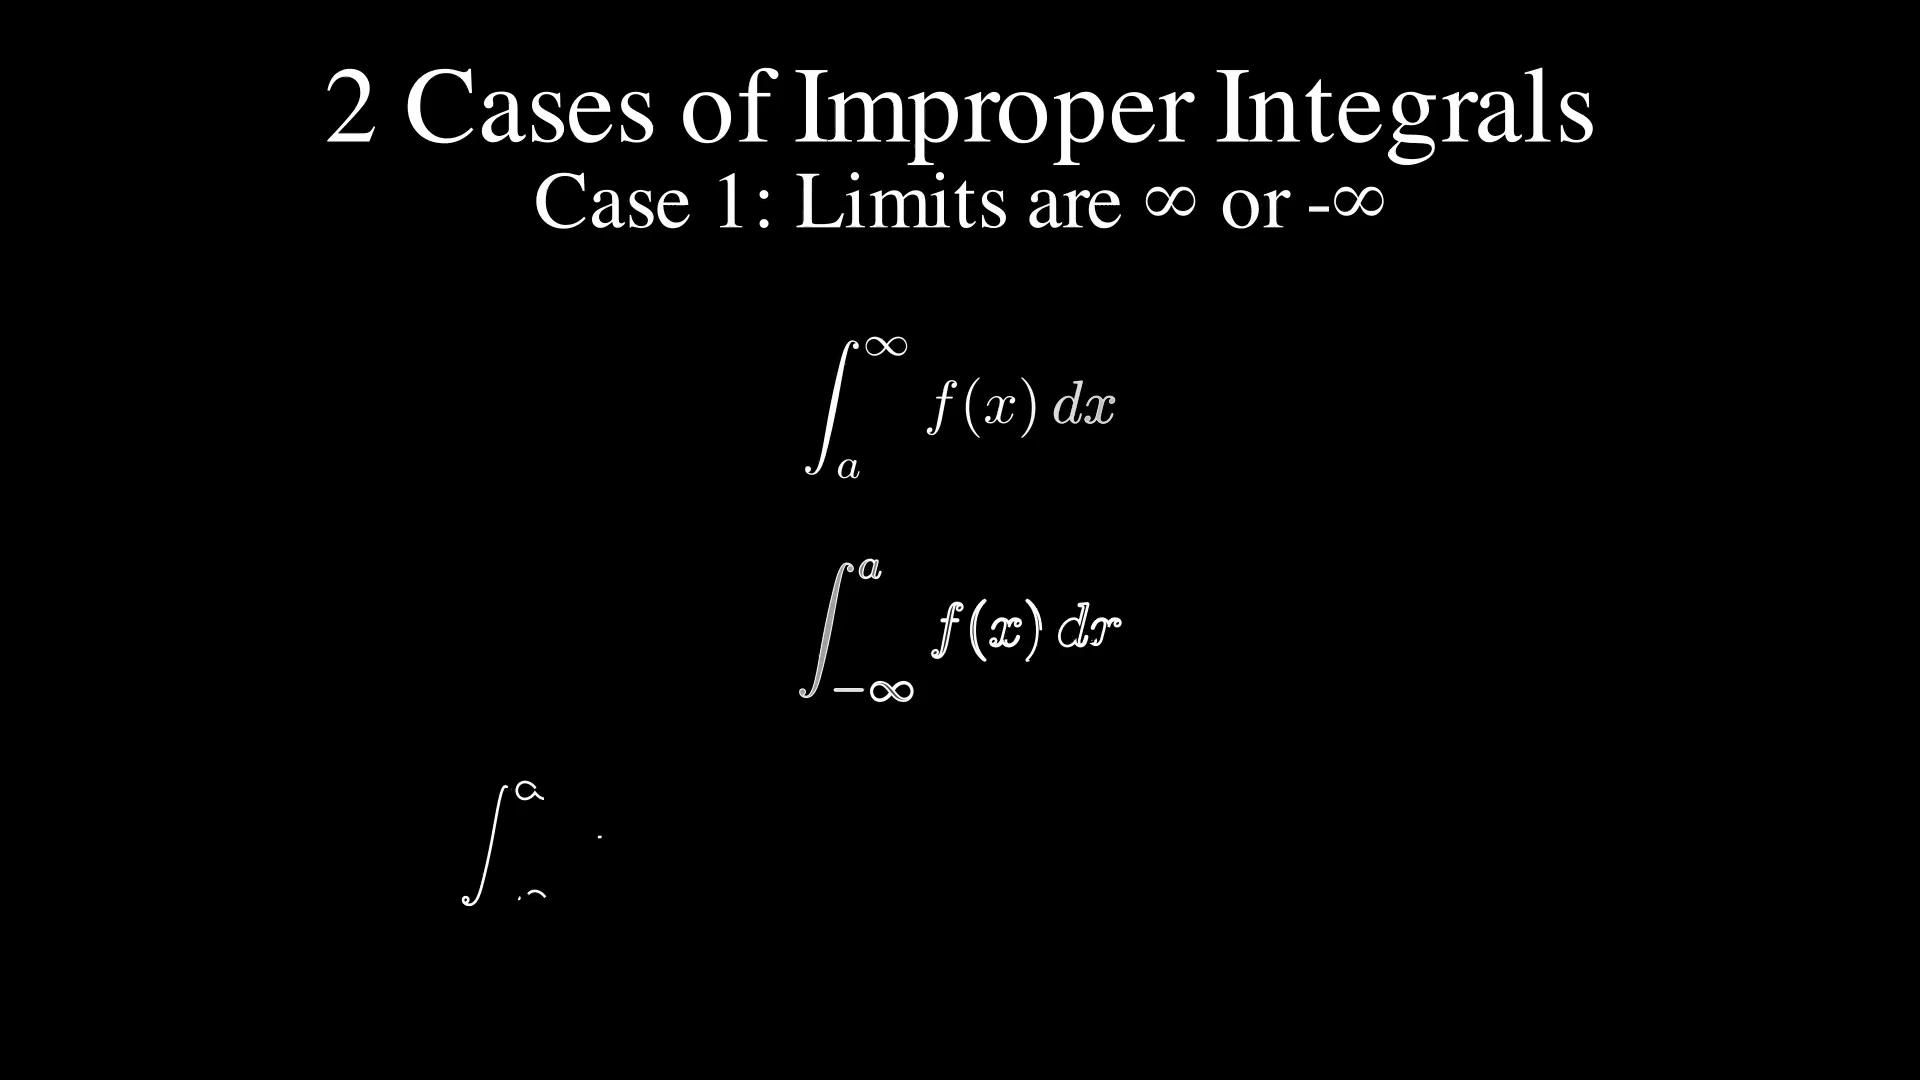 2 Cases of Improper Integrals
Case 1: Limits are ∞ or -∞
∫_a^∞ f(x) dx
∫_{-∞}^a f(x) dx
∫^a